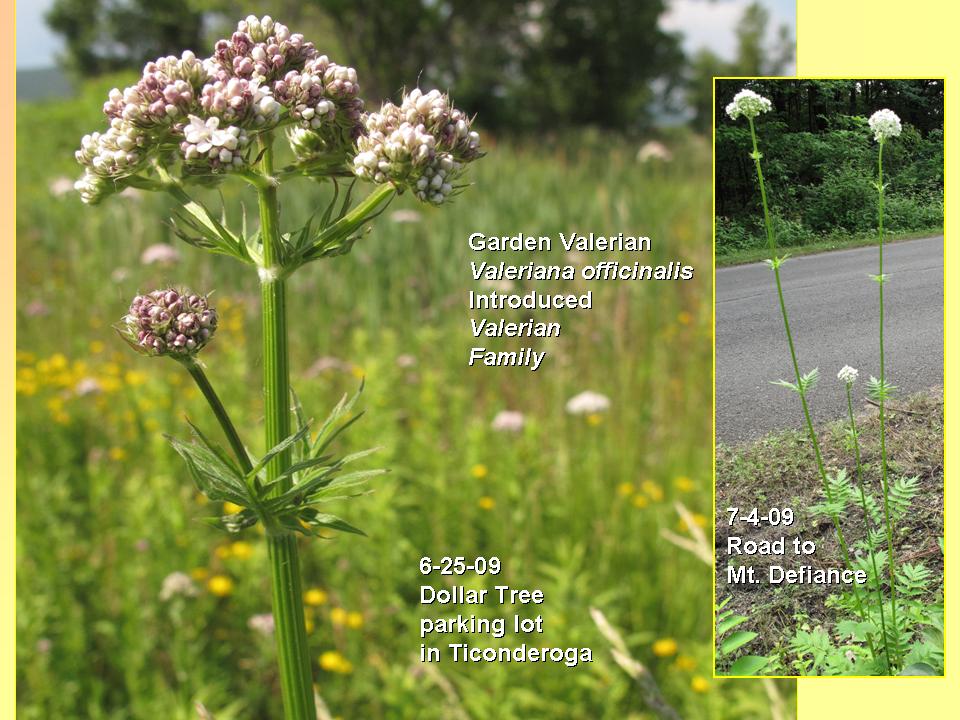 Garden Valerian
Valeriana officinalis
Introduced
Valerian
Family
6-25-09
Dollar Tree
parking lot
in Ticonderoga
7-4-09
Road to
Mt. Defiance